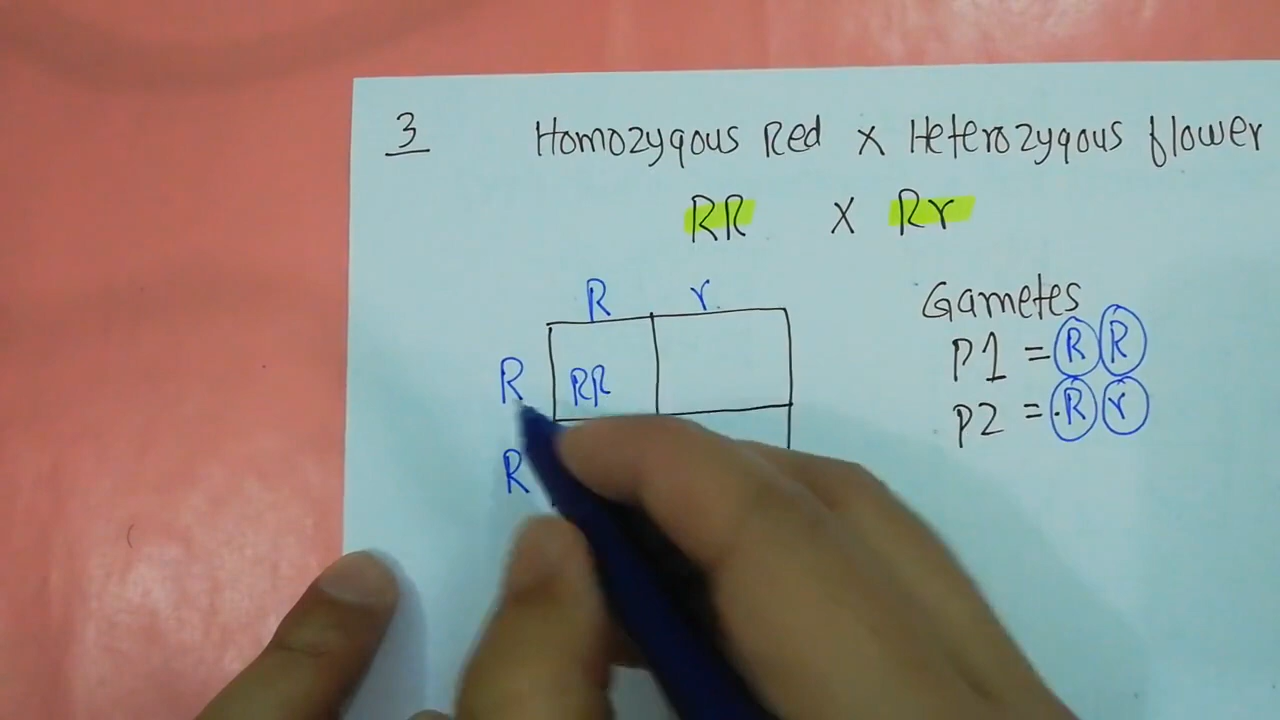 3 Homozygous Red X Heterozygous flower
RR X Rr
R r
Gametes
R RR
P1 = R R
R
P2 = R r